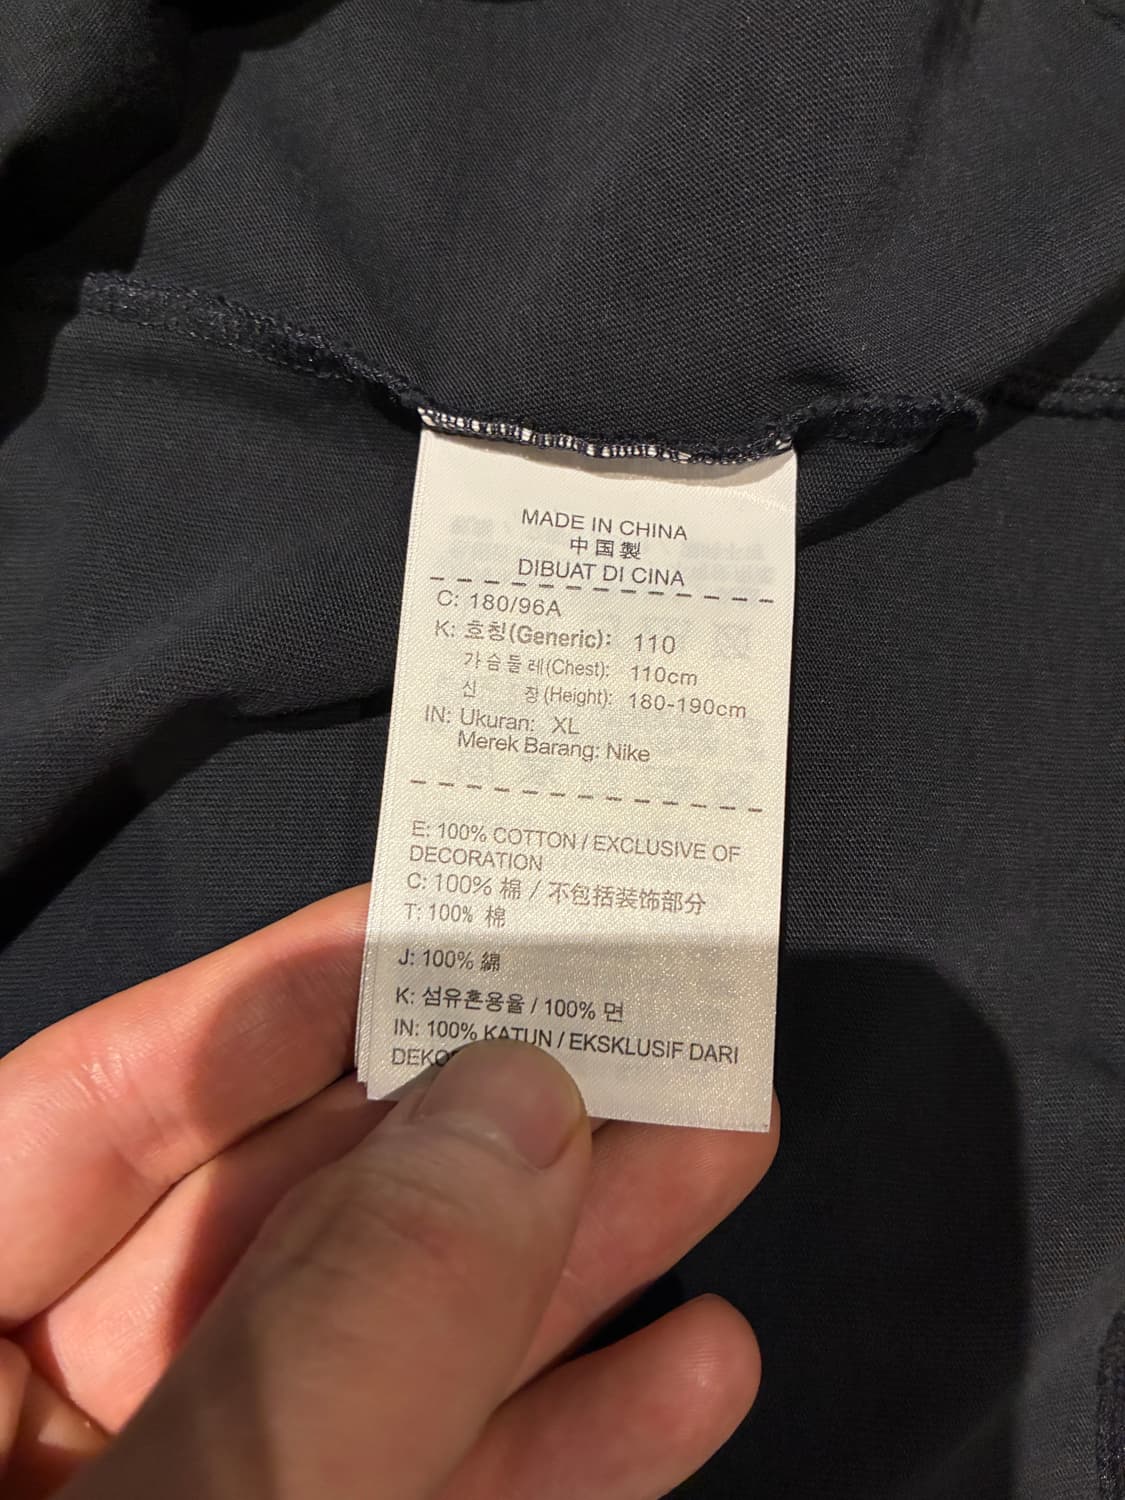 MADE IN CHINA
中国製
DIBUAT DI CINA
C: 180/96A
K: 호칭(Generic): 110
가슴둘레(Chest): 110cm
신 장(Height): 180-190cm
IN: Ukuran: XL
Merek Barang: Nike
E: 100% COTTON / EXCLUSIVE OF
DECORATION
C: 100% 棉 / 不包括装饰部分
T: 100% 棉
J: 100% 綿
K: 섬유혼용율 / 100% 면
IN: 100% KATUN / EKSKLUSIF DARI